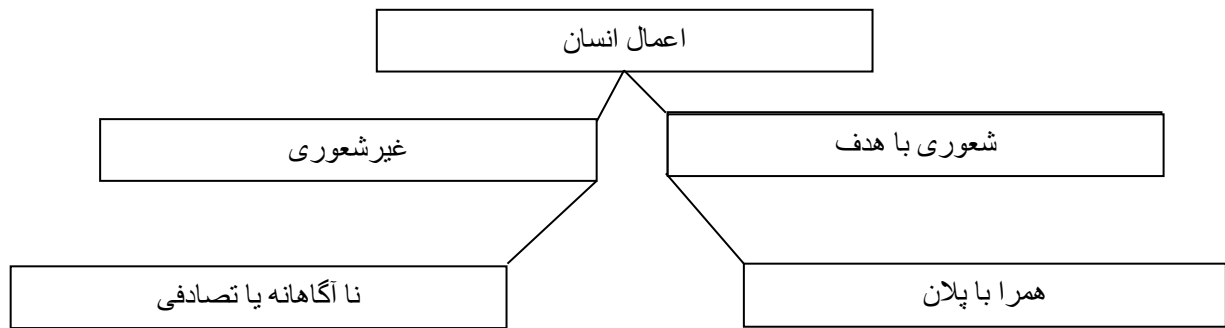 اعمال انسان
شعوری با هدف
غیرشعوری
همرا با پلان
نا آگاهانه یا تصادفی